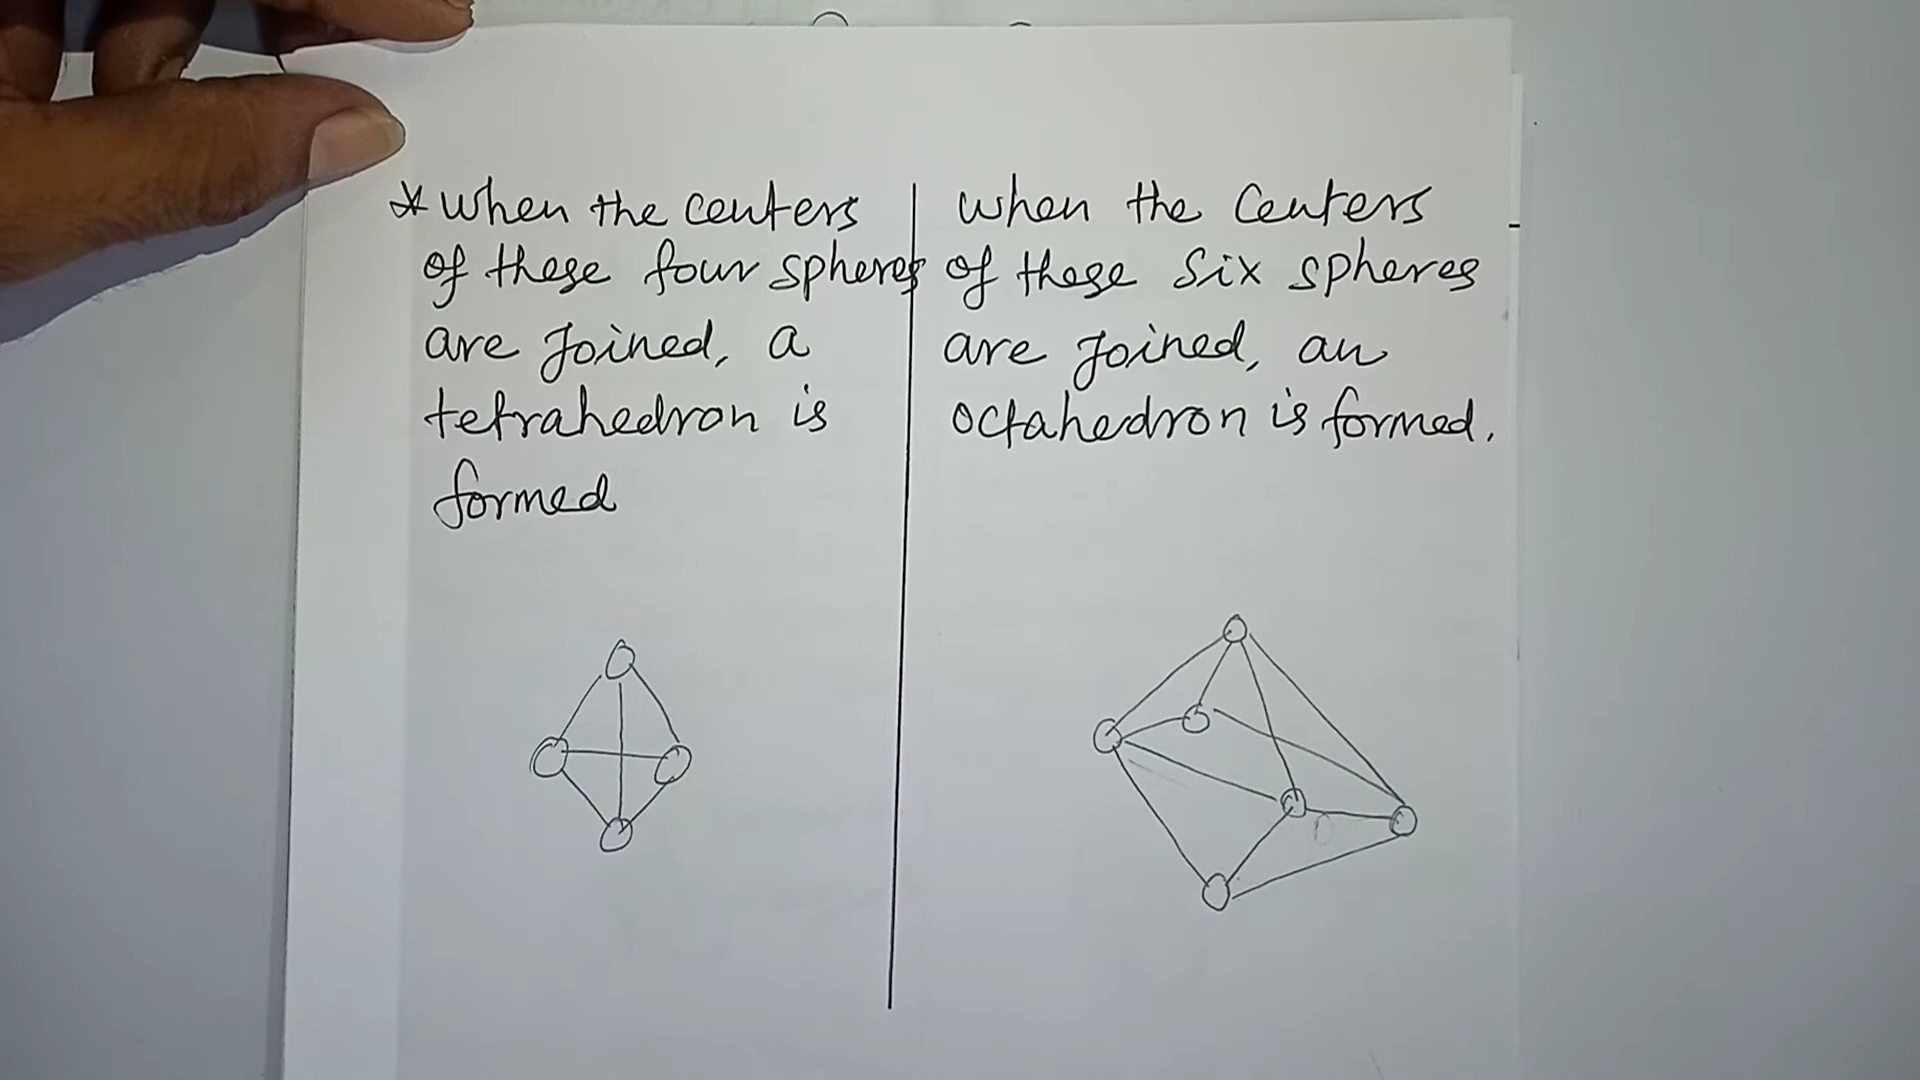 * when the centers
of these four spheres
are joined, a
tetrahedron is
formed
when the centers
of these six spheres
are joined, an
octahedron is formed.